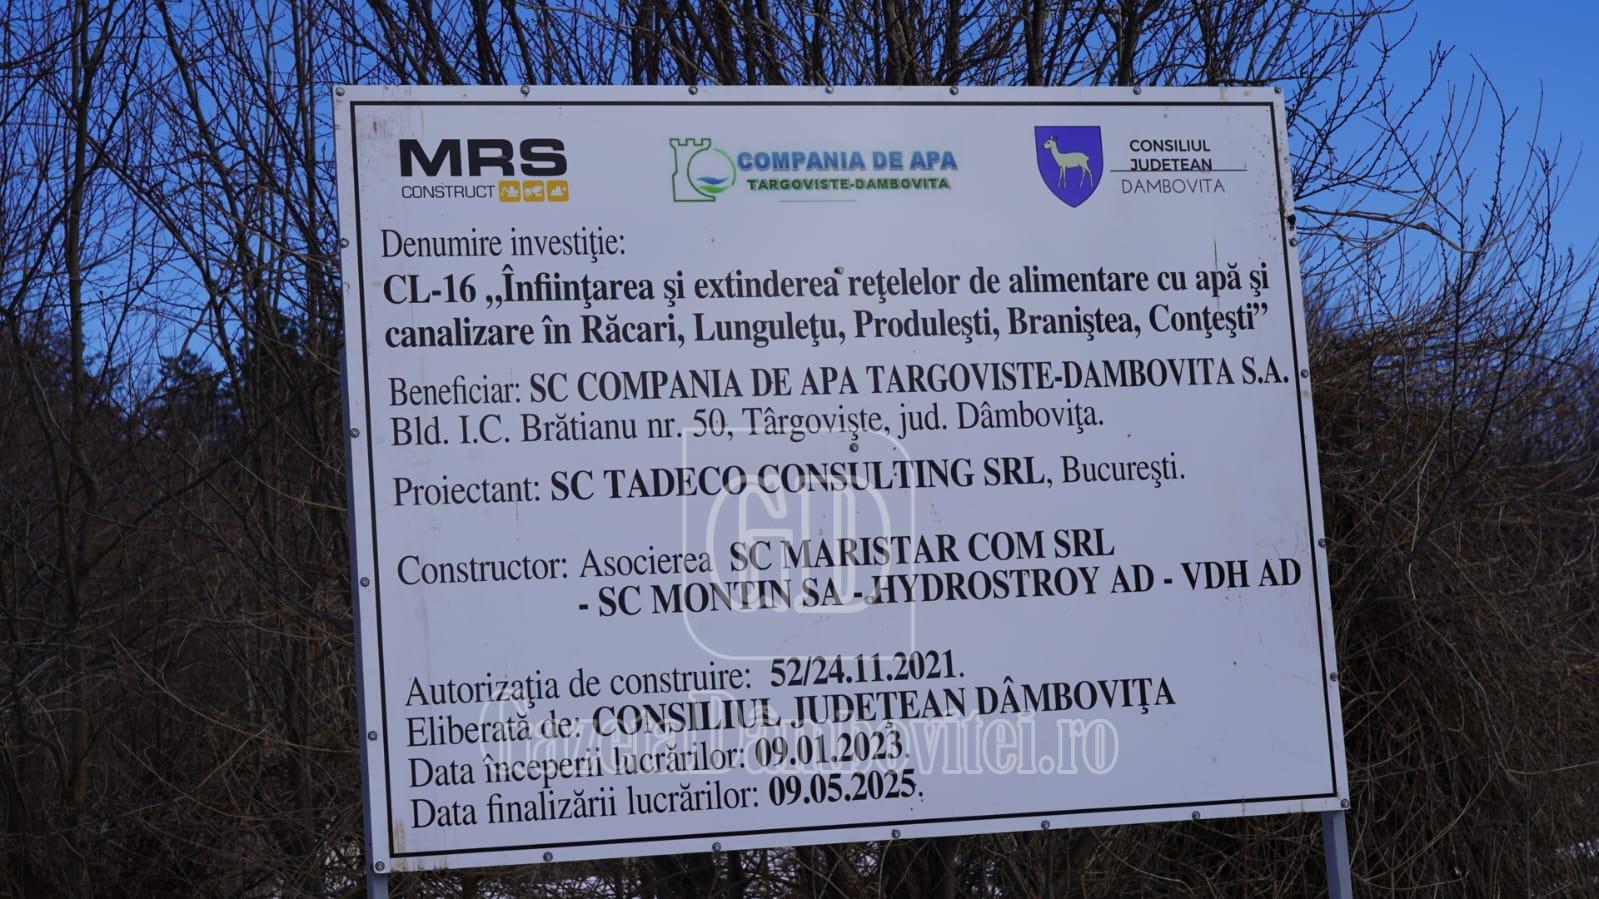 MRS
CONSTRUCT
COMPANIA DE APA
TARGOVISTE-DAMBOVITA
CONSILIUL
JUDETEAN
DAMBOVITA
Denumire investiţie:
CL-16 „Înfiinţarea şi extinderea reţelelor de alimentare cu apă şi
canalizare în Răcari, Lunguleţu, Produleşti, Braniştea, Conţeşti”
Beneficiar: SC COMPANIA DE APA TARGOVISTE-DAMBOVITA S.A.
Bld. I.C. Brătianu nr. 50, Târgovişte, jud. Dâmboviţa.
Proiectant: SC TADECO CONSULTING SRL, Bucureşti.
Constructor: Asocierea SC MARISTAR COM SRL
- SC MONTIN SA - HYDROSTROY AD - VDH AD
Autorizaţia de construire: 52/24.11.2021.
Eliberată de: CONSILIUL JUDEŢEAN DÂMBOVIŢA
Data începerii lucrărilor: 09.01.2023.
Data finalizării lucrărilor: 09.05.2025.
GD
GazetaDâmbovitei.ro